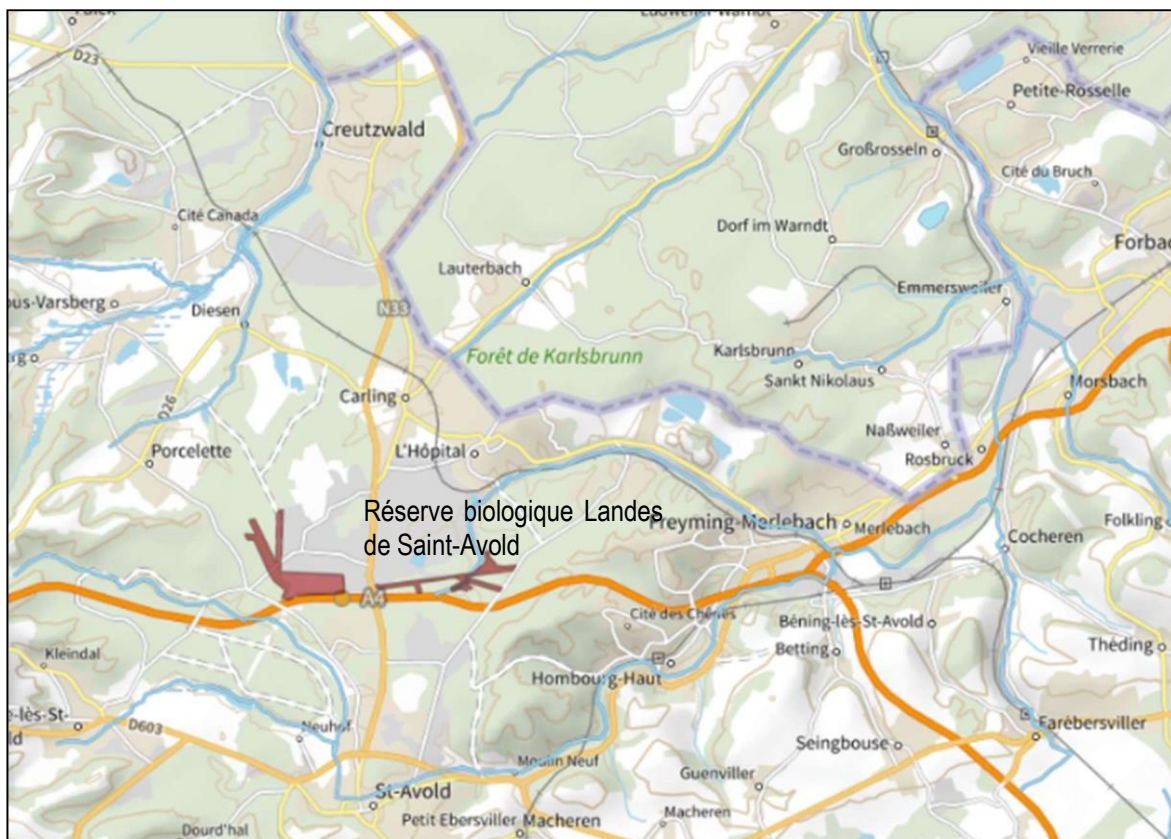 Vieille Verrerie
D23
Petite-Rosselle
Creutzwald
Großrosseln
Cité du Bruch
Cité Canada
Dorf im Warndt
Lauterbach
Emmersweiler
Diesen
N33
Forêt de Karlsbrunn
Karlsbrunn
Sankt Nikolaus
Morsbach
Carling
D26
Naßweiler
Porcelette
L'Hôpital
Rosbruck
Réserve biologique Landes
de Saint-Avold
Freyming-Merlebach
Merlebach
Folkling
Cocheren
A4
Cité des Chênes
Béning-lès-St-Avold
Betting
Théding
Kleindal
Hombourg-Haut
D603
Neuhof
Farébersviller
Seingbouse
Moulin Neuf
Guenviller
St-Avold
Macheren
Petit Ebersviller
Macheren
Dourd'hal